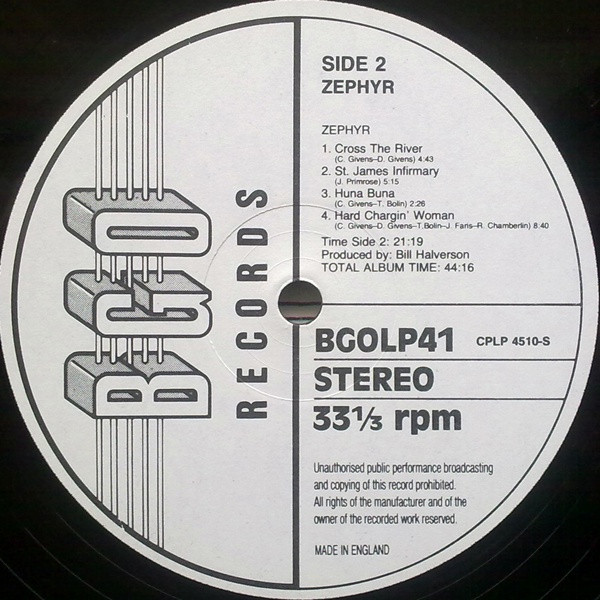 SIDE 2
ZEPHYR
ZEPHYR
1. Cross The River
(C. Givens–D. Givens) 4:43
2. St. James Infirmary
(J. Primrose) 5:15
3. Huna Buna
(C. Givens–T. Bolin) 2:26
4. Hard Chargin' Woman
(C. Givens–D. Givens–T.Bolin–J. Faris–R. Chamberlin) 8:40
Time Side 2: 21:19
Produced by: Bill Halverson
TOTAL ALBUM TIME: 44:16
BGO
RECORDS
BGOLP41 CPLP 4510-S
STEREO
33⅓ rpm
Unauthorised public performance broadcasting
and copying of this record prohibited.
All rights of the manufacturer and of the
owner of the recorded work reserved.
MADE IN ENGLAND